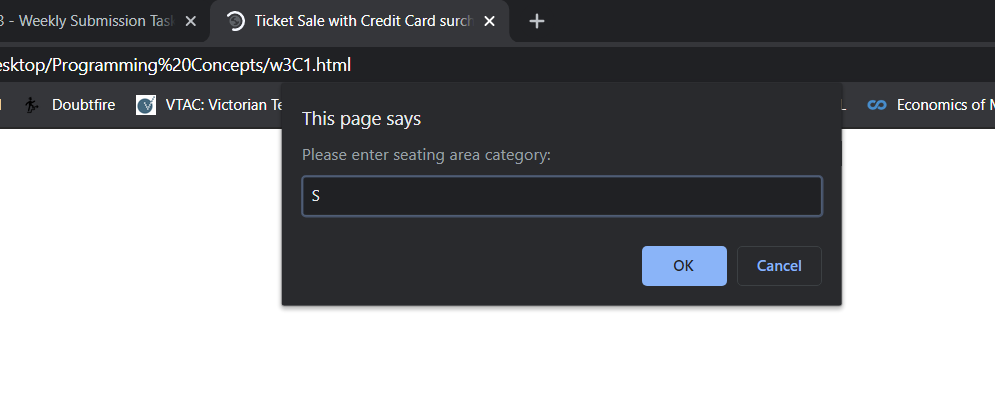 3 - Weekly Submission Task
Ticket Sale with Credit Card surch
esktop/Programming%20Concepts/w3C1.html
Doubtfire
VTAC: Victorian Te
Economics of M
This page says
Please enter seating area category:
S
OK
Cancel